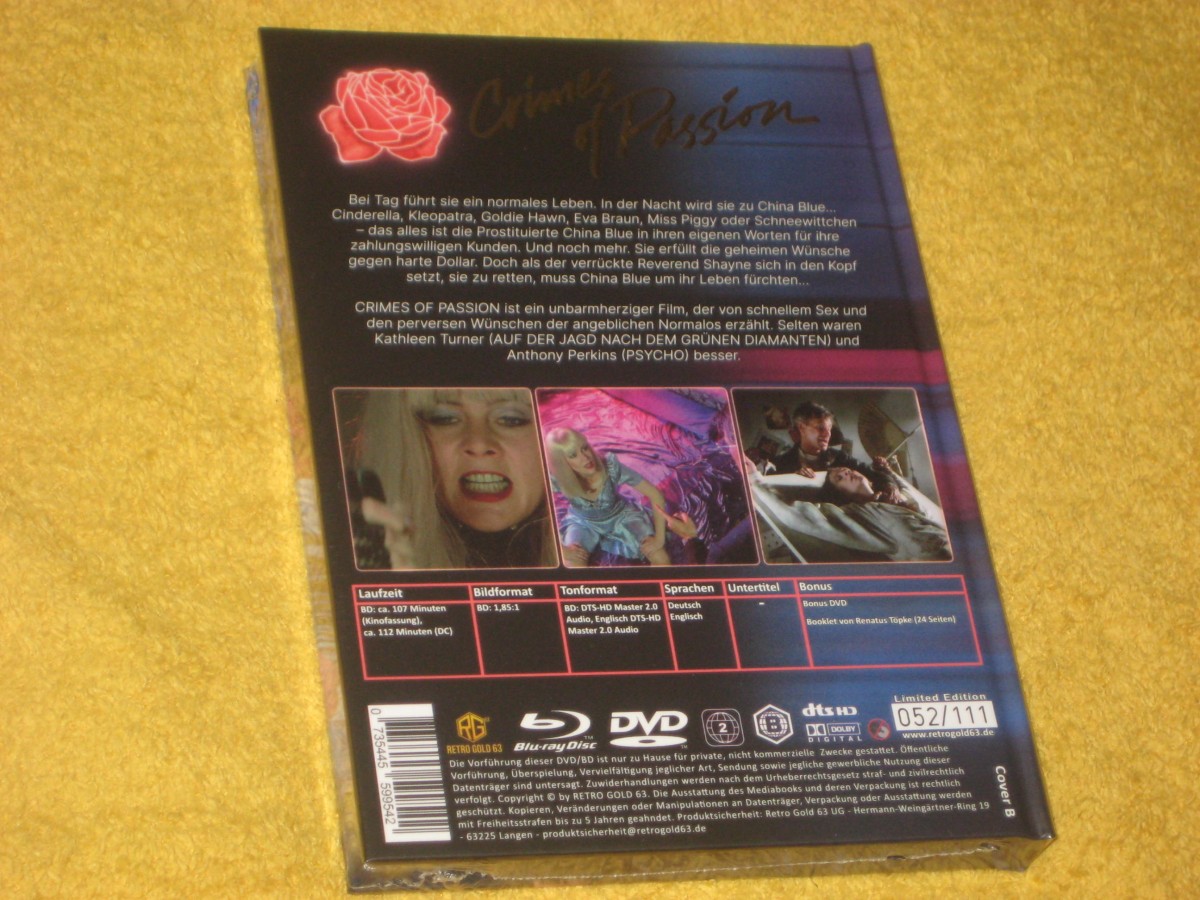 Crimes
of Passion
Bei Tag führt sie ein normales Leben. In der Nacht wird sie zu China Blue...
Cinderella, Kleopatra, Goldie Hawn, Eva Braun, Miss Piggy oder Schneewittchen
– das alles ist die Prostituierte China Blue in ihren eigenen Worten für ihre
zahlungswilligen Kunden. Und noch mehr. Sie erfüllt die geheimen Wünsche
gegen harte Dollar. Doch als der verrückte Reverend Shayne sich in den Kopf
setzt, sie zu retten, muss China Blue um ihr Leben fürchten...
CRIMES OF PASSION ist ein unbarmherziger Film, der von schnellem Sex und
den perversen Wünschen der angeblichen Normalos erzählt. Selten waren
Kathleen Turner (AUF DER JAGD NACH DEM GRÜNEN DIAMANTEN) und
Anthony Perkins (PSYCHO) besser.
Laufzeit Bildformat Tonformat Sprachen Untertitel Bonus
BD: ca. 107 Minuten
(Kinofassung),
ca. 112 Minuten (DC)
BD: 1,85:1
BD: DTS-HD Master 2.0
Audio, Englisch DTS-HD
Master 2.0 Audio
Deutsch
Englisch
-
Bonus DVD
Booklet von Renatus Töpke (24 Seiten)
0 735445 599542
RG
RETRO GOLD 63
Blu-ray Disc
DVD
2
dts HD
DOLBY
DIGITAL
Limited Edition
052/111
www.retrogold63.de
Die Vorführung dieser DVD/BD ist nur zu Hause für private, nicht kommerzielle Zwecke gestattet. Öffentliche
Vorführung, Überspielung, Vervielfältigung jeglicher Art, Sendung sowie jegliche gewerbliche Nutzung dieser
Datenträger sind untersagt. Zuwiderhandlungen werden nach dem Urheberrechtsgesetz straf- und zivilrechtlich
verfolgt. Copyright © by RETRO GOLD 63. Die Ausstattung des Mediabooks und deren Verpackung ist rechtlich
geschützt. Kopieren, Veränderungen oder Manipulationen an Datenträger, Verpackung oder Ausstattung werden
mit Freiheitsstrafen bis zu 5 Jahren geahndet. Produktsicherheit: Retro Gold 63 UG - Hermann-Weingärtner-Ring 19
- 63225 Langen - produktsicherheit@retrogold63.de
Cover B